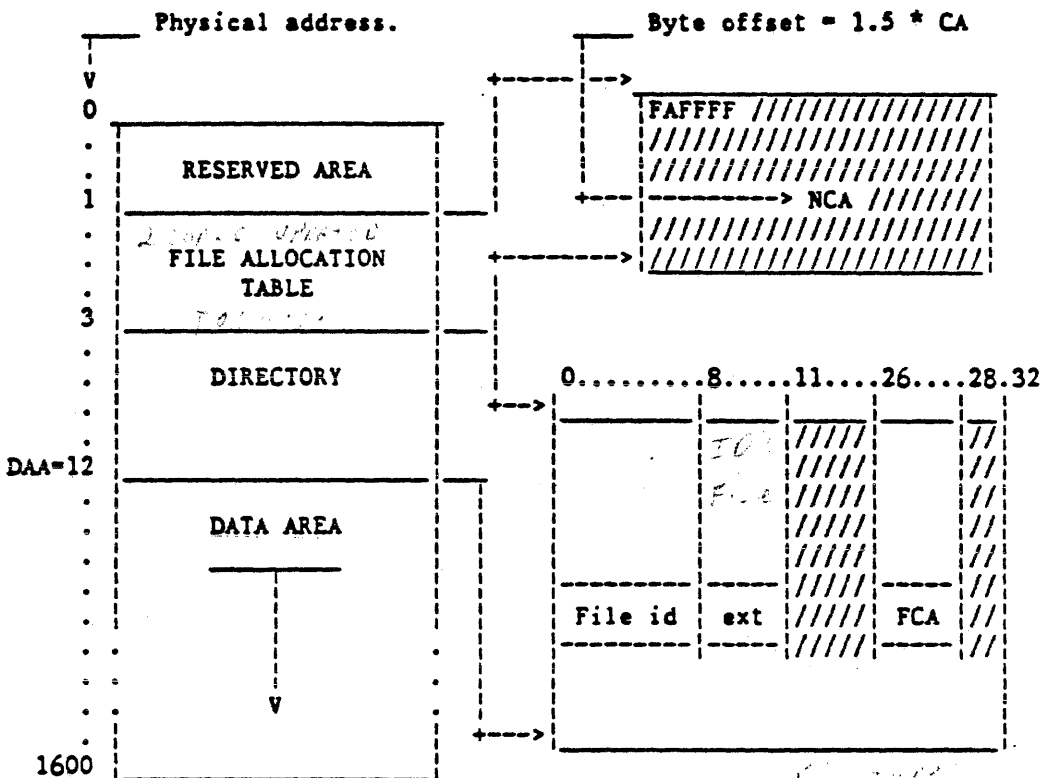 Physical address.
Byte offset = 1.5 * CA
V
0
FAFFFF
RESERVED AREA
1
NCA
FILE ALLOCATION
TABLE
3
DIRECTORY
0.........8.....11....26....28.32
DAA=12
DATA AREA
File id ext FCA
V
1600